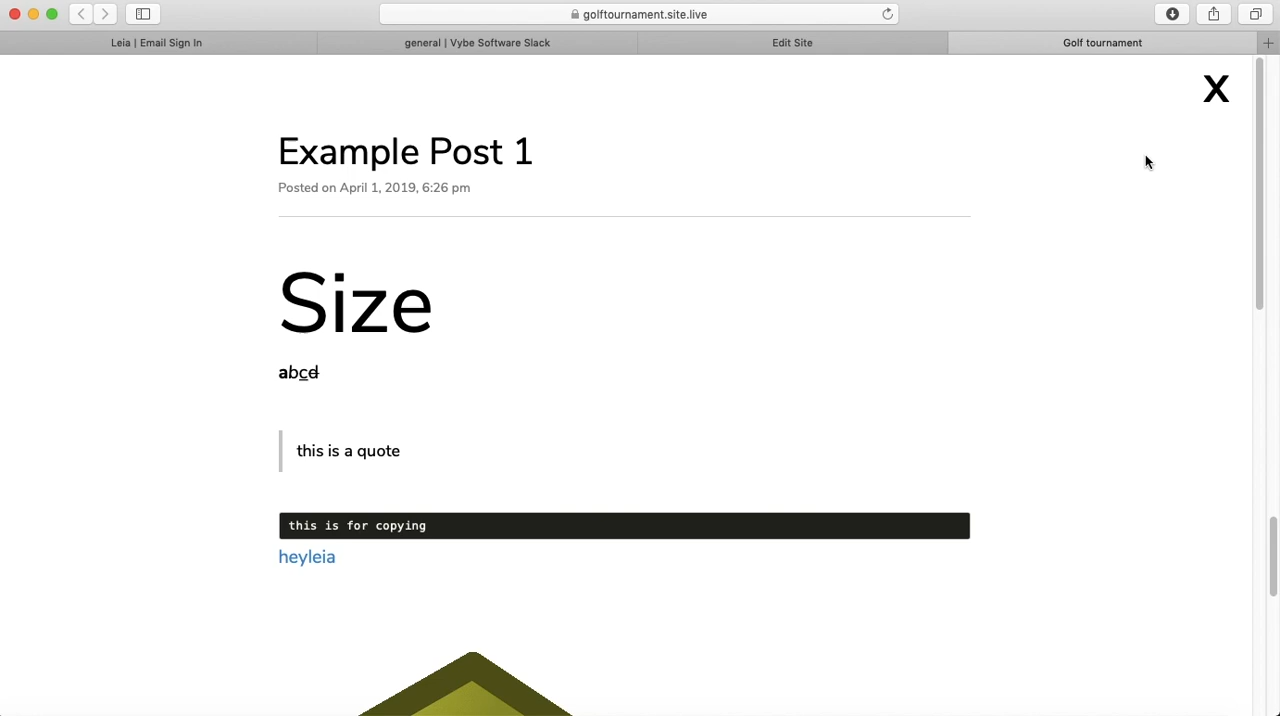 golftournament.site.live
Leia | Email Sign In
general | Vybe Software Slack
Edit Site
Golf tournament
X
Example Post 1
Posted on April 1, 2019, 6:26 pm
Size
abcd
this is a quote
this is for copying
heyleia